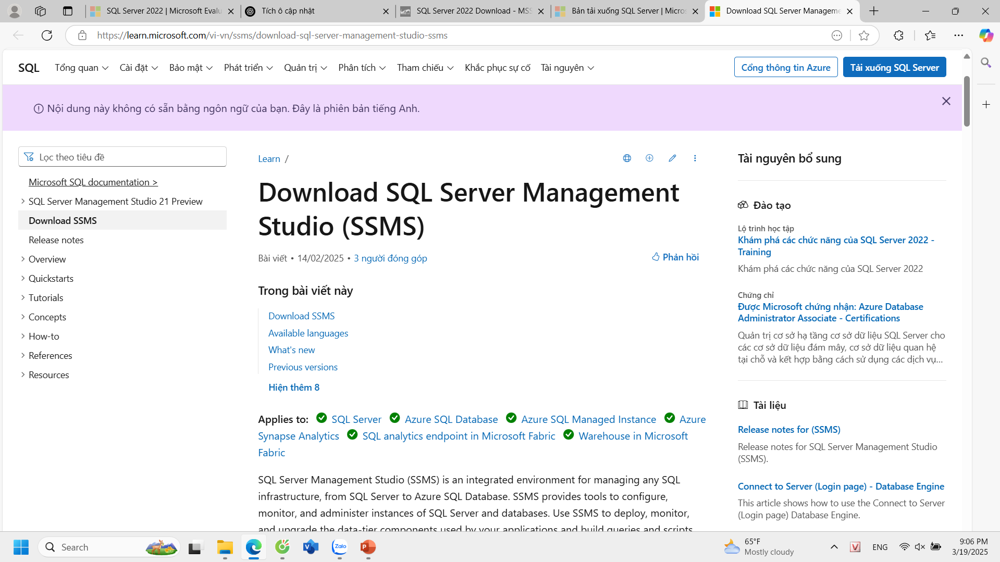 SQL Server 2022 | Microsoft Evalu
Tích ô cập nhật
SQL Server 2022 Download - MSS
Bản tải xuống SQL Server | Micros
Download SQL Server Manageme
https://learn.microsoft.com/vi-vn/ssms/download-sql-server-management-studio-ssms
SQL
Tổng quan
Cài đặt
Bảo mật
Phát triển
Quản trị
Phân tích
Tham chiếu
Khắc phục sự cố
Tài nguyên
Cổng thông tin Azure
Tải xuống SQL Server
Nội dung này không có sẵn bằng ngôn ngữ của bạn. Đây là phiên bản tiếng Anh.
Lọc theo tiêu đề
Microsoft SQL documentation >
SQL Server Management Studio 21 Preview
Download SSMS
Release notes
Overview
Quickstarts
Tutorials
Concepts
How-to
References
Resources
Learn /
Download SQL Server Management
Studio (SSMS)
Bài viết • 14/02/2025 • 3 người đóng góp
Phản hồi
Trong bài viết này
Download SSMS
Available languages
What's new
Previous versions
Hiện thêm 8
Applies to: SQL Server Azure SQL Database Azure SQL Managed Instance Azure
Synapse Analytics SQL analytics endpoint in Microsoft Fabric Warehouse in Microsoft
Fabric
SQL Server Management Studio (SSMS) is an integrated environment for managing any SQL
infrastructure, from SQL Server to Azure SQL Database. SSMS provides tools to configure,
monitor, and administer instances of SQL Server and databases. Use SSMS to deploy, monitor,
and upgrade the data-tier components used by your applications and build queries and scripts
Tài nguyên bổ sung
Đào tạo
Lộ trình học tập
Khám phá các chức năng của SQL Server 2022 -
Training
Khám phá các chức năng của SQL Server 2022
Chứng chỉ
Được Microsoft chứng nhận: Azure Database
Administrator Associate - Certifications
Quản trị cơ sở hạ tầng cơ sở dữ liệu SQL Server cho
các cơ sở dữ liệu đám mây, cơ sở dữ liệu quan hệ
tại chỗ và kết hợp bằng cách sử dụng các dịch vụ...
Tài liệu
Release notes for (SSMS)
Release notes for SQL Server Management Studio
(SSMS).
Connect to Server (Login page) - Database Engine
This article shows how to use the Connect to Server
(Login page) Database Engine.
Search
Zalo
65°F
Mostly cloudy
V
ENG
9:06 PM
3/19/2025